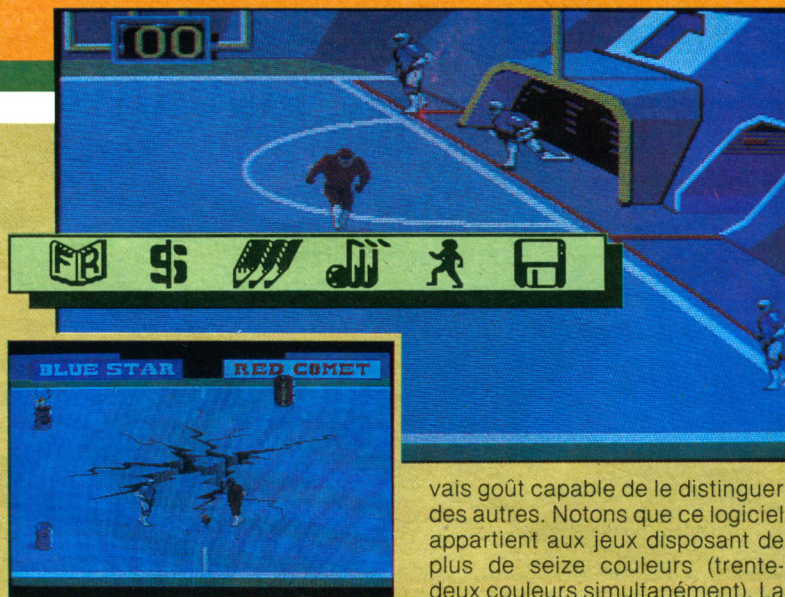 00
FR $
BLUE STAR RED COMET
vais goût capable de le distinguer
des autres. Notons que ce logiciel
appartient aux jeux disposant de
plus de seize couleurs (trente-
deux couleurs simultanément). La